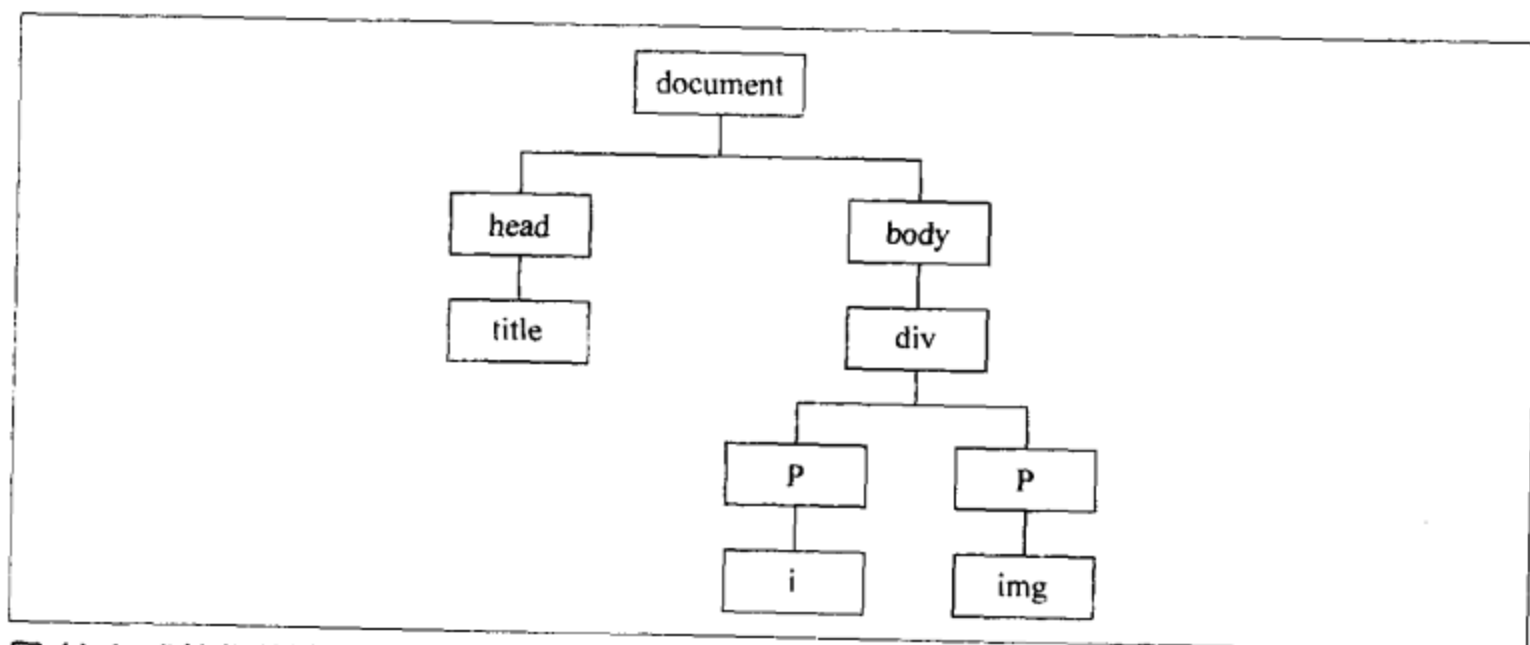 document
head
body
title
div
P
P
i
img